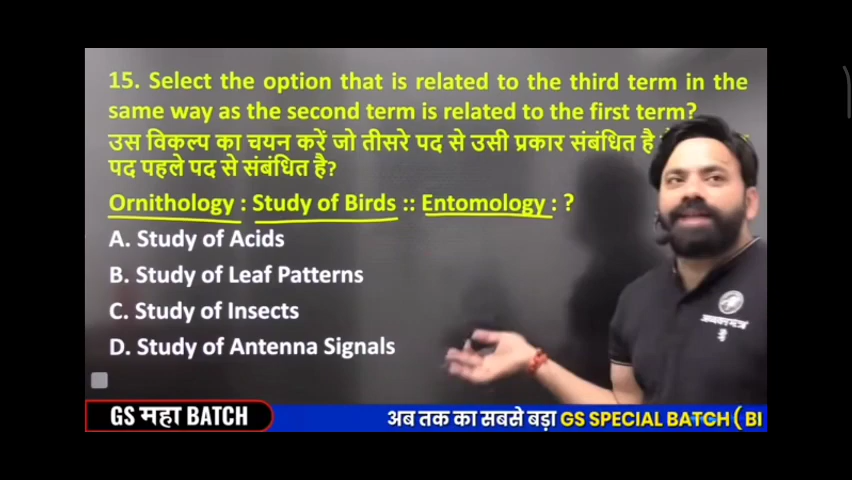 15. Select the option that is related to the third term in the
same way as the second term is related to the first term?
उस विकल्प का चयन करें जो तीसरे पद से उसी प्रकार संबंधित है
पद पहले पद से संबंधित है?
Ornithology : Study of Birds :: Entomology : ?
A. Study of Acids
B. Study of Leaf Patterns
C. Study of Insects
D. Study of Antenna Signals
GS महा BATCH
अब तक का सबसे बड़ा GS SPECIAL BATCH ( BI